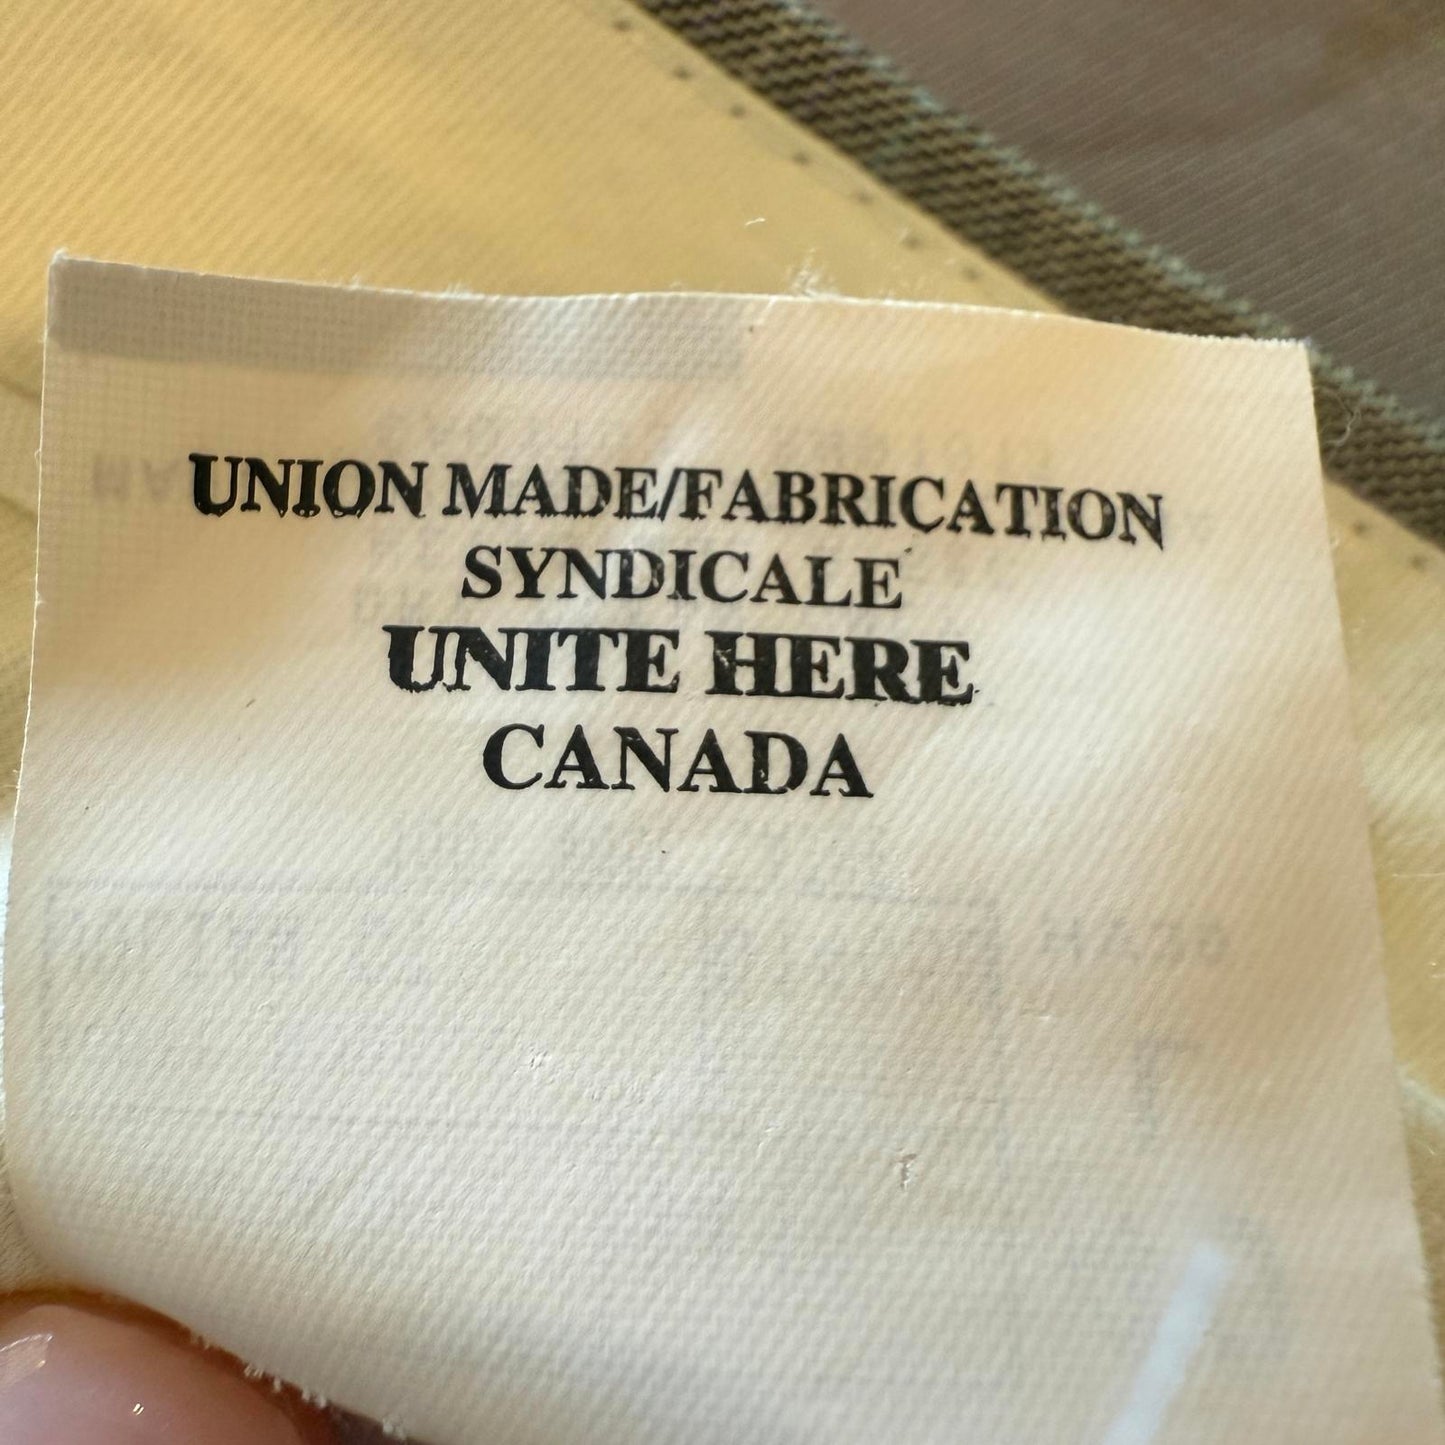 UNION MADE/FABRICATION
SYNDICALE
UNITE HERE
CANADA